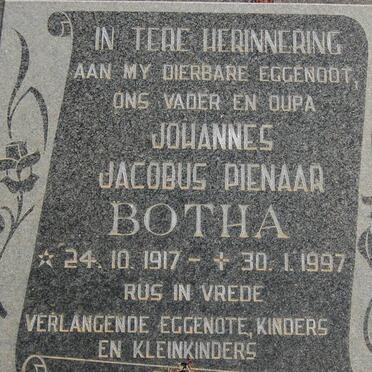 IN TERE HERINNERING
AAN MY DIERBARE EGGENOOT,
ONS VADER EN OUPA
JOHANNES
JACOBUS PIENAAR
BOTHA
☆ 24. 10. 1917 - ✝ 30. 1. 1997
RUS IN VREDE
VERLANGENDE EGGENOTE, KINDERS
EN KLEINKINDERS